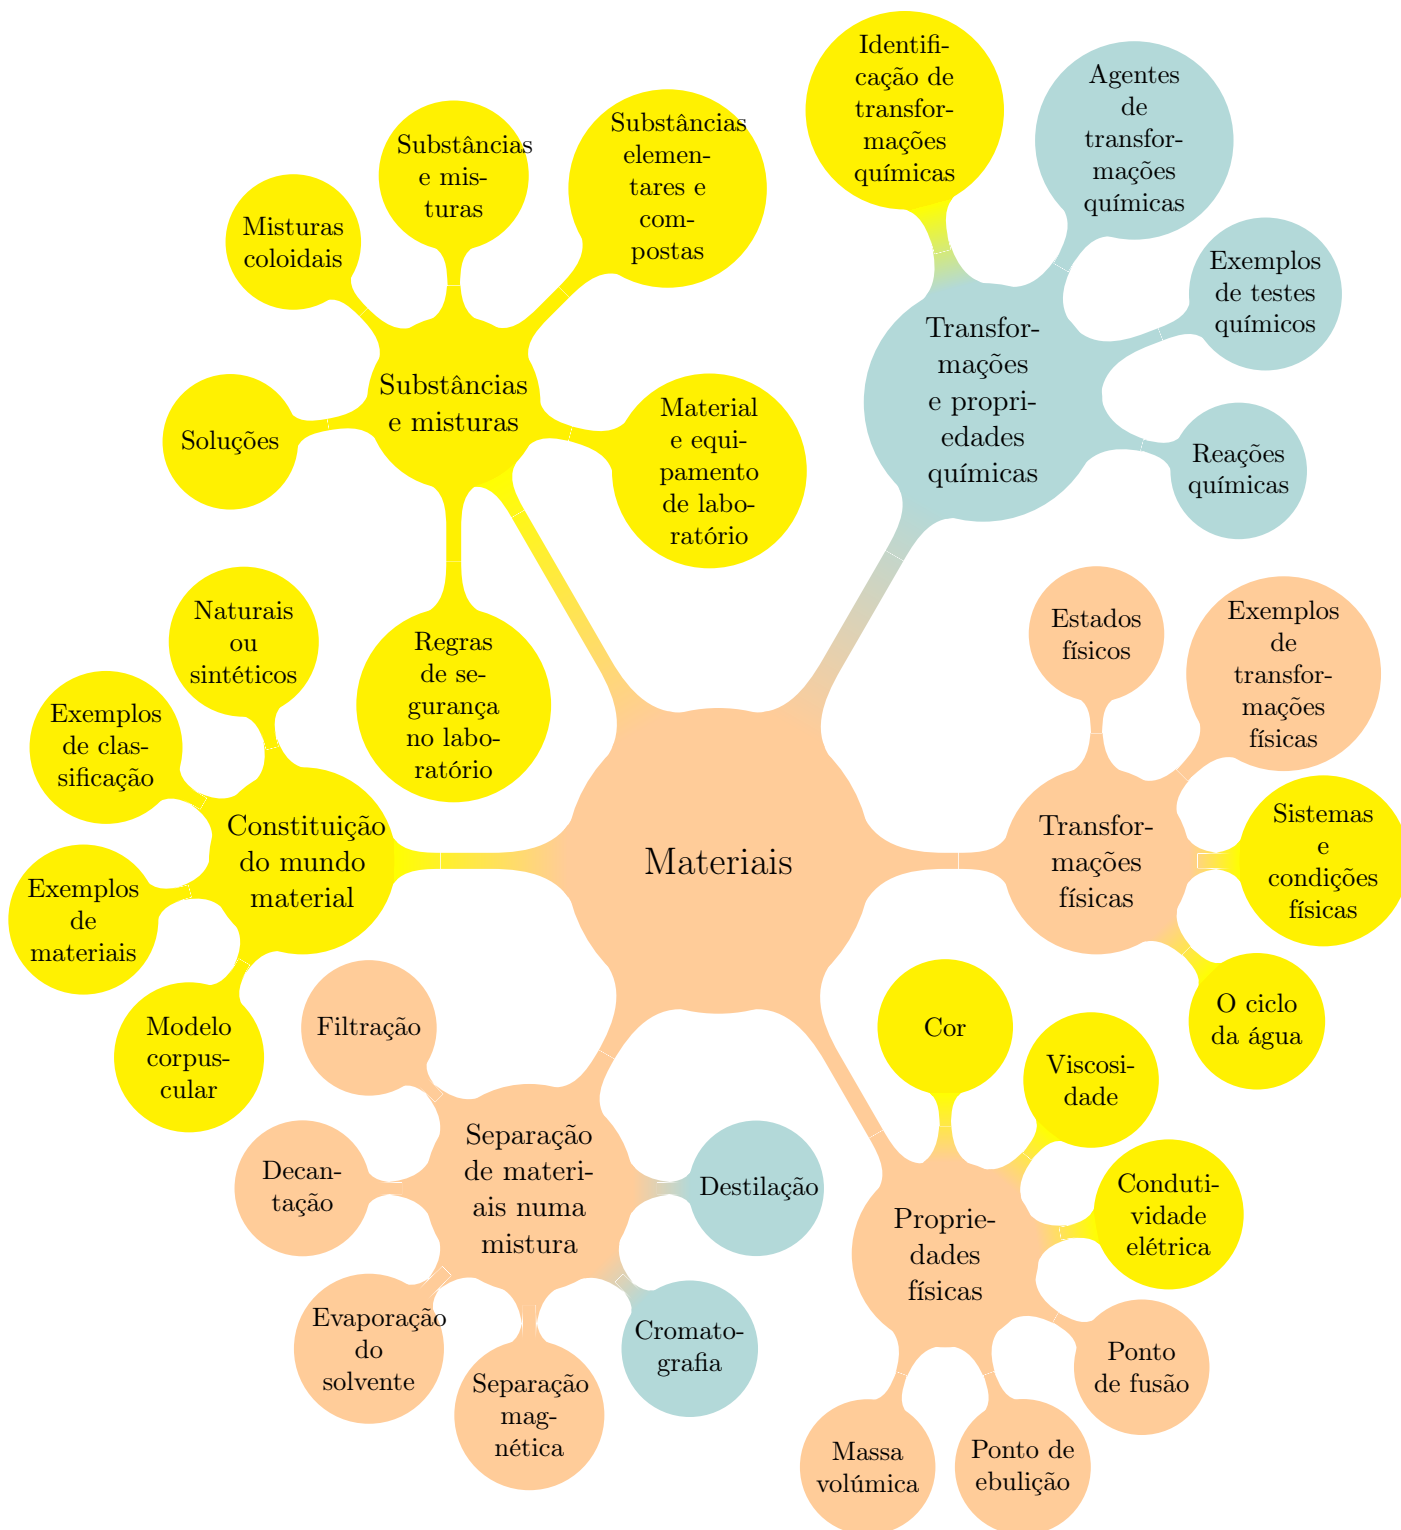 Identifi-
cação de
transfor-
mações
químicas
Agentes
de
transfor-
mações
químicas
Substâncias
e mis-
turas
Substâncias
elemen-
tares e
com-
postas
Misturas
coloidais
Exemplos
de testes
químicos
Transfor-
mações
e propri-
edades
químicas
Substâncias
e misturas
Material
e equi-
pamento
de labo-
ratório
Soluções
Reações
químicas
Naturais
ou
sintéticos
Regras
de se-
gurança
no labo-
ratório
Estados
físicos
Exemplos
de
transfor-
mações
físicas
Exemplos
de clas-
sificação
Constituição
do mundo
material
Materiais
Transfor-
mações
físicas
Sistemas
e
condições
físicas
Exemplos
de
materiais
Modelo
corpus-
cular
Filtração
Cor
O ciclo
da água
Viscosi-
dade
Decan-
tação
Separação
de materi-
ais numa
mistura
Destilação
Conduti-
vidade
elétrica
Proprie-
dades
físicas
Evaporação
do
solvente
Cromato-
grafia
Ponto
de fusão
Separação
mag-
nética
Massa
volúmica
Ponto de
ebulição